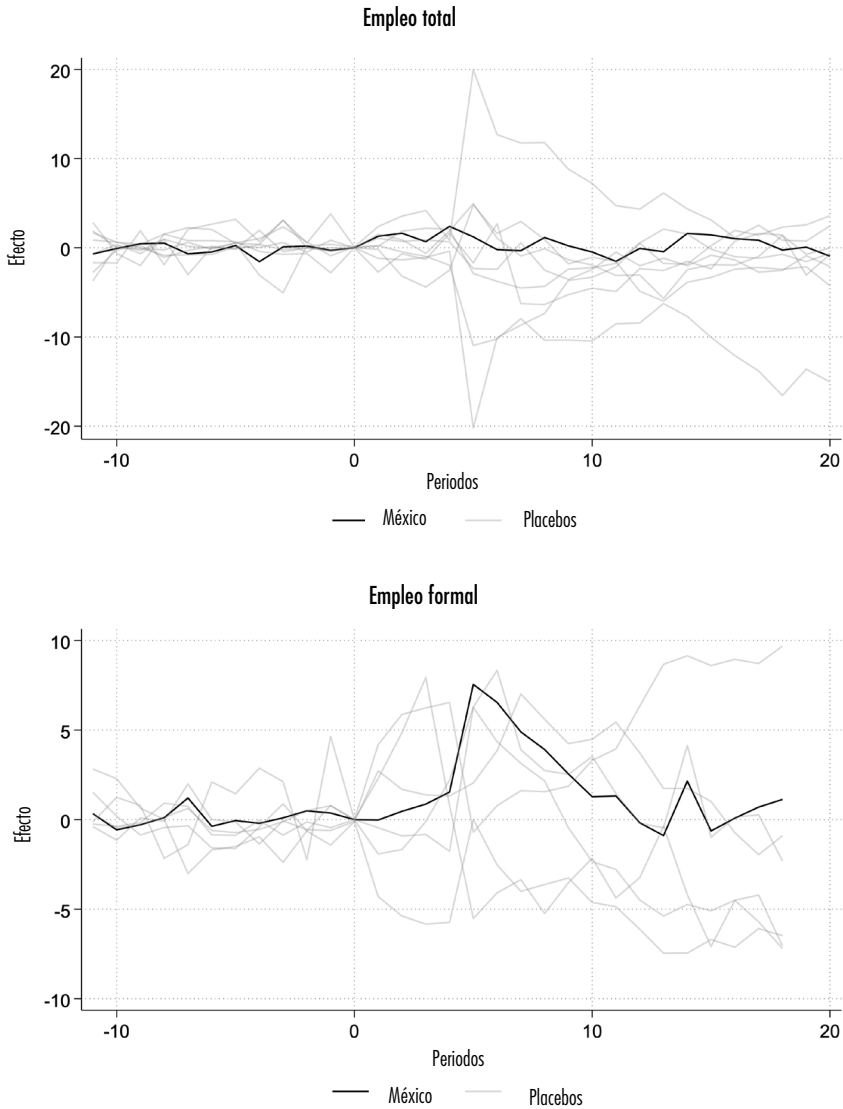 Empleo total
20
10
0
-10
-20
Efecto
-10 0 10 20
Periodos
México Placebos
Empleo formal
10
5
0
-5
-10
Efecto
-10 0 10 20
Periodos
México Placebos